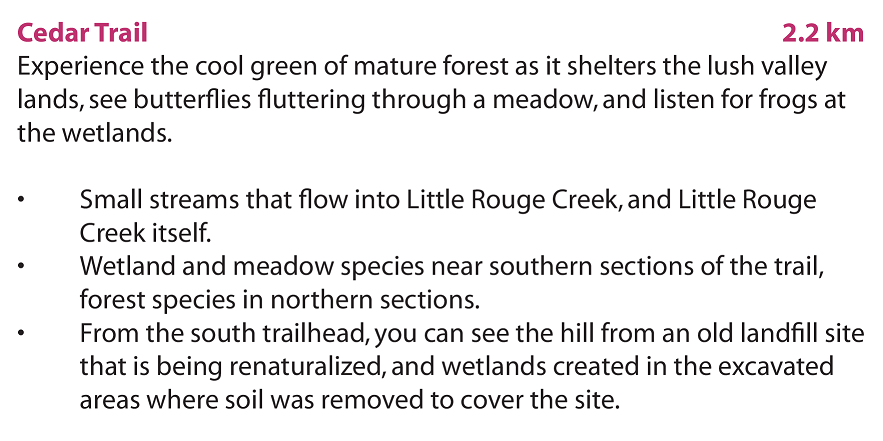 Cedar Trail 2.2 km
Experience the cool green of mature forest as it shelters the lush valley
lands, see butterflies fluttering through a meadow, and listen for frogs at
the wetlands.
• Small streams that flow into Little Rouge Creek, and Little Rouge
Creek itself.
• Wetland and meadow species near southern sections of the trail,
forest species in northern sections.
• From the south trailhead, you can see the hill from an old landfill site
that is being renaturalized, and wetlands created in the excavated
areas where soil was removed to cover the site.